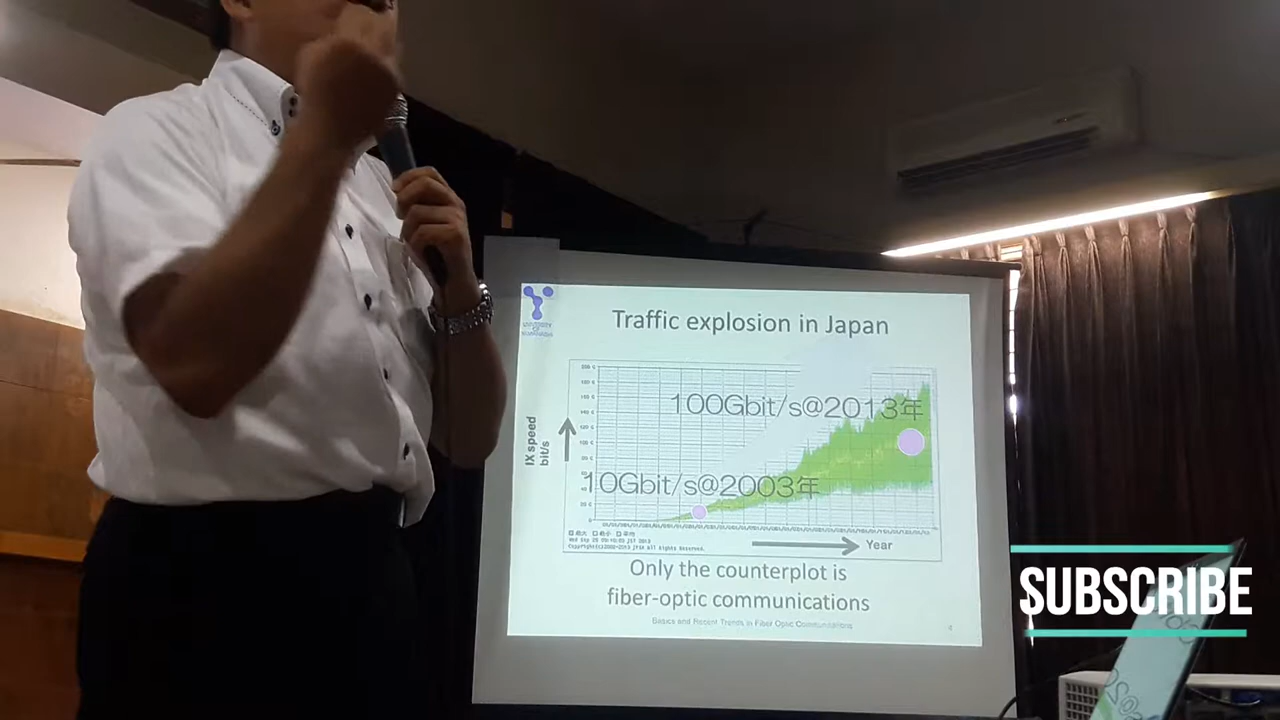 Traffic explosion in Japan
100Gbit/s@2013年
IX speed
bit/s
10Gbit/s@2003年
Year
Only the counterplot is
fiber-optic communications
Basics and Recent Trends in Fiber Optic Communications
4
SUBSCRIBE